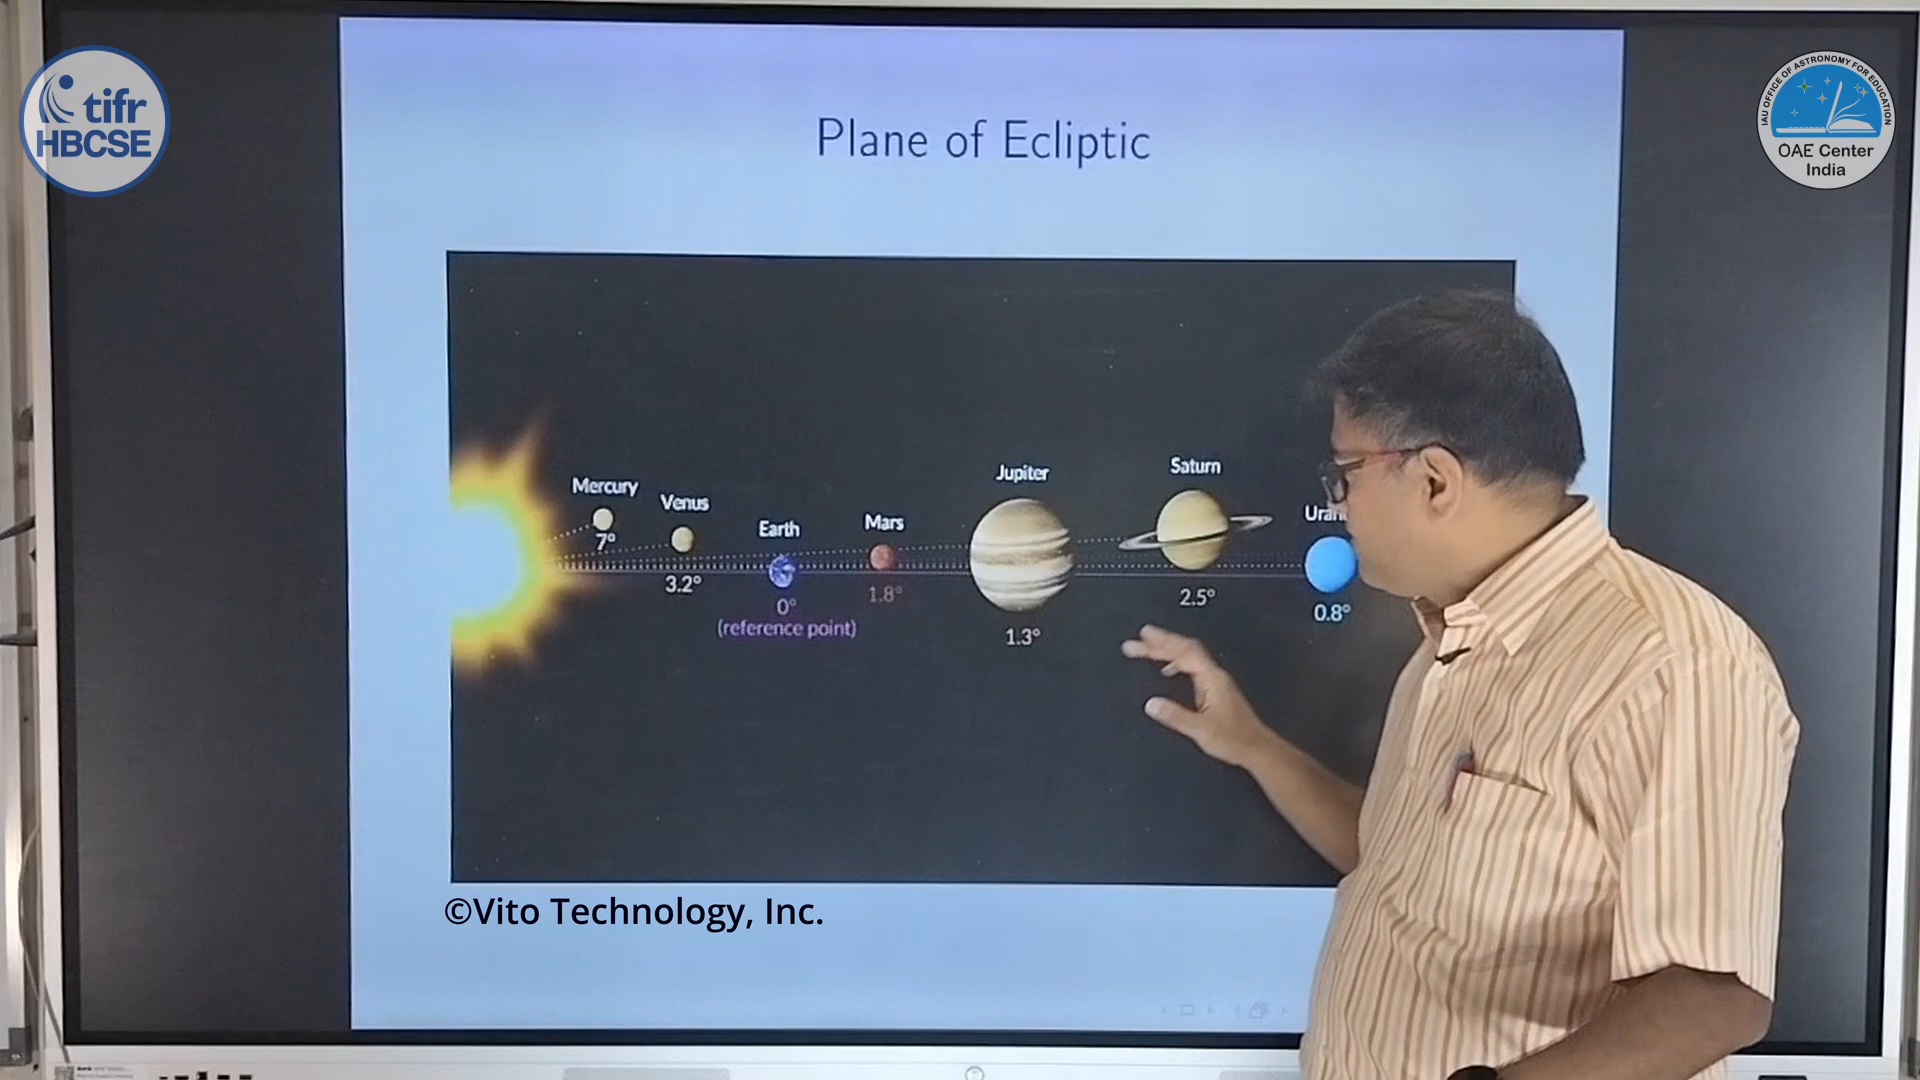 tifr
HBCSE
IAU OFFICE OF ASTRONOMY FOR EDUCATION
OAE Center
India
Plane of Ecliptic
Mercury
7°
Venus
3.2°
Earth
0°
(reference point)
Mars
1.8°
Jupiter
1.3°
Saturn
2.5°
Uran
0.8°
©Vito Technology, Inc.